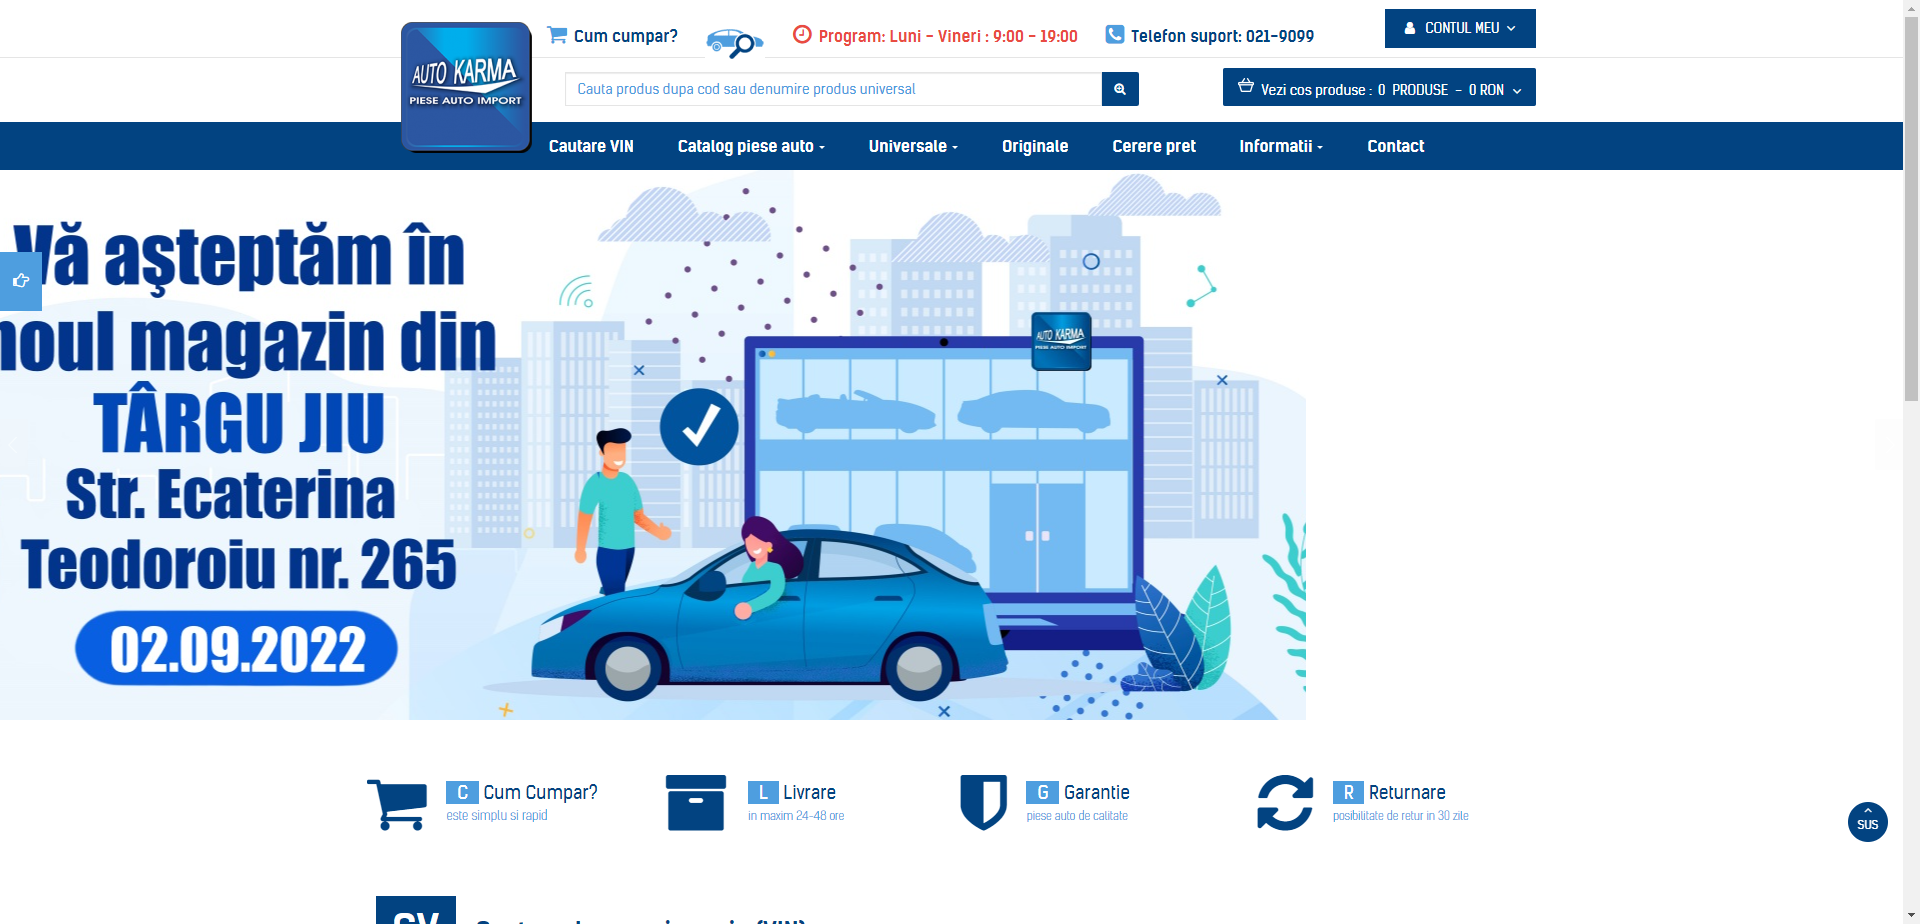 Cum cumpar?
Program: Luni - Vineri : 9:00 - 19:00
Telefon suport: 021-9099
CONTUL MEU
AUTO KARMA
PIESE AUTO IMPORT
Cauta produs dupa cod sau denumire produs universal
Vezi cos produse : 0 PRODUSE - 0 RON
Cautare VIN
Catalog piese auto
Universale
Originale
Cerere pret
Informatii
Contact
Vă aşteptăm în
noul magazin din
TÂRGU JIU
Str. Ecaterina
Teodoroiu nr. 265
02.09.2022
AUTO KARMA
PIESE AUTO IMPORT
C Cum Cumpar?
este simplu si rapid
L Livrare
in maxim 24-48 ore
G Garantie
piese auto de calitate
R Returnare
posibilitate de retur in 30 zile
SUS
(VIN)